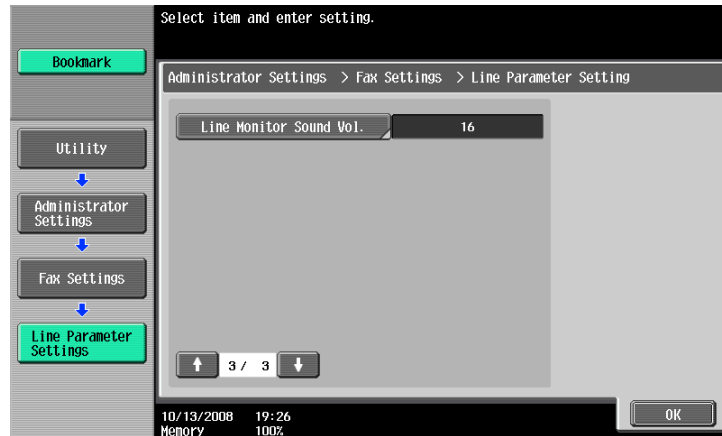 Select item and enter setting.
Bookmark
Administrator Settings > Fax Settings > Line Parameter Setting
Line Monitor Sound Vol.
16
Utility
Administrator
Settings
Fax Settings
Line Parameter
Settings
3/ 3
OK
10/13/2008 19:26
Memory 100%